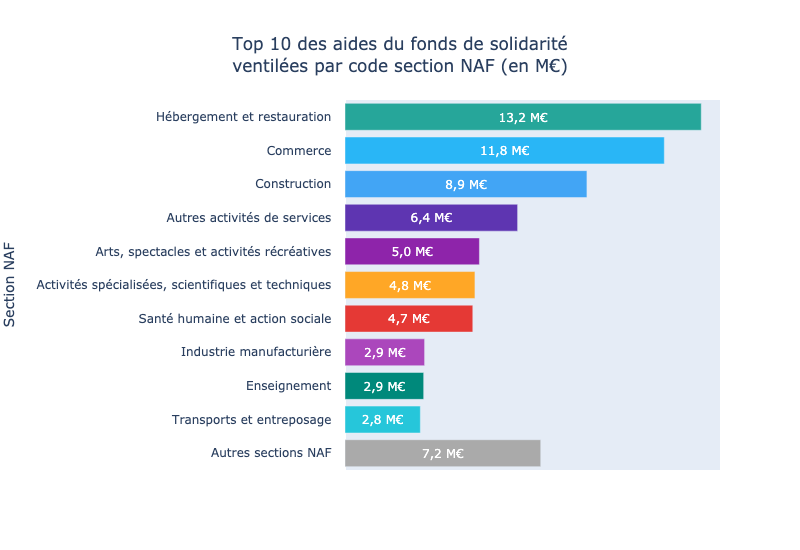 Top 10 des aides du fonds de solidarité
ventilées par code section NAF (en M€)
Section NAF
Hébergement et restauration 13,2 M€
Commerce 11,8 M€
Construction 8,9 M€
Autres activités de services 6,4 M€
Arts, spectacles et activités récréatives 5,0 M€
Activités spécialisées, scientifiques et techniques 4,8 M€
Santé humaine et action sociale 4,7 M€
Industrie manufacturière 2,9 M€
Enseignement 2,9 M€
Transports et entreposage 2,8 M€
Autres sections NAF 7,2 M€